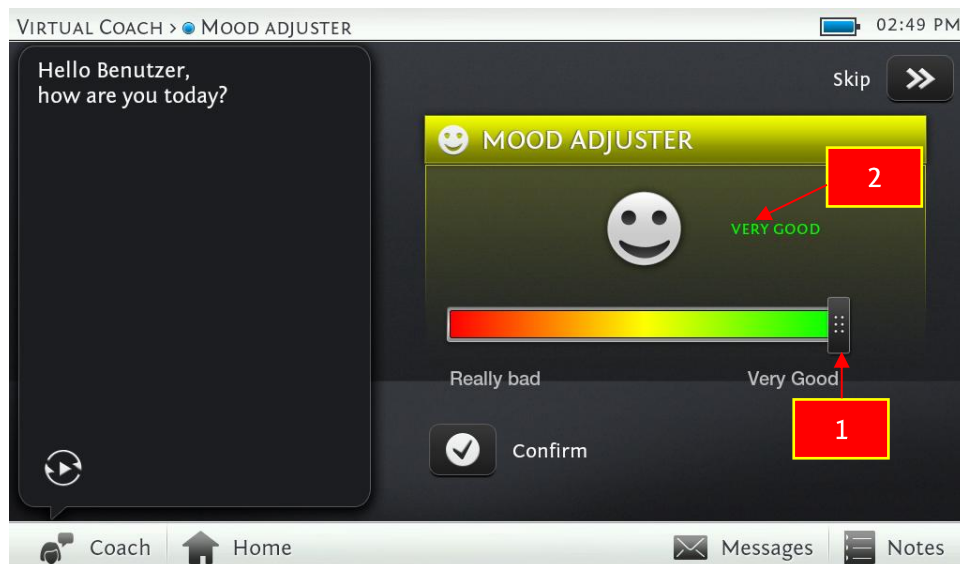 VIRTUAL COACH > MOOD ADJUSTER
02:49 PM
Hello Benutzer,
how are you today?
Skip
MOOD ADJUSTER
2
VERY GOOD
Really bad
Very Good
1
Confirm
Coach
Home
Messages
Notes